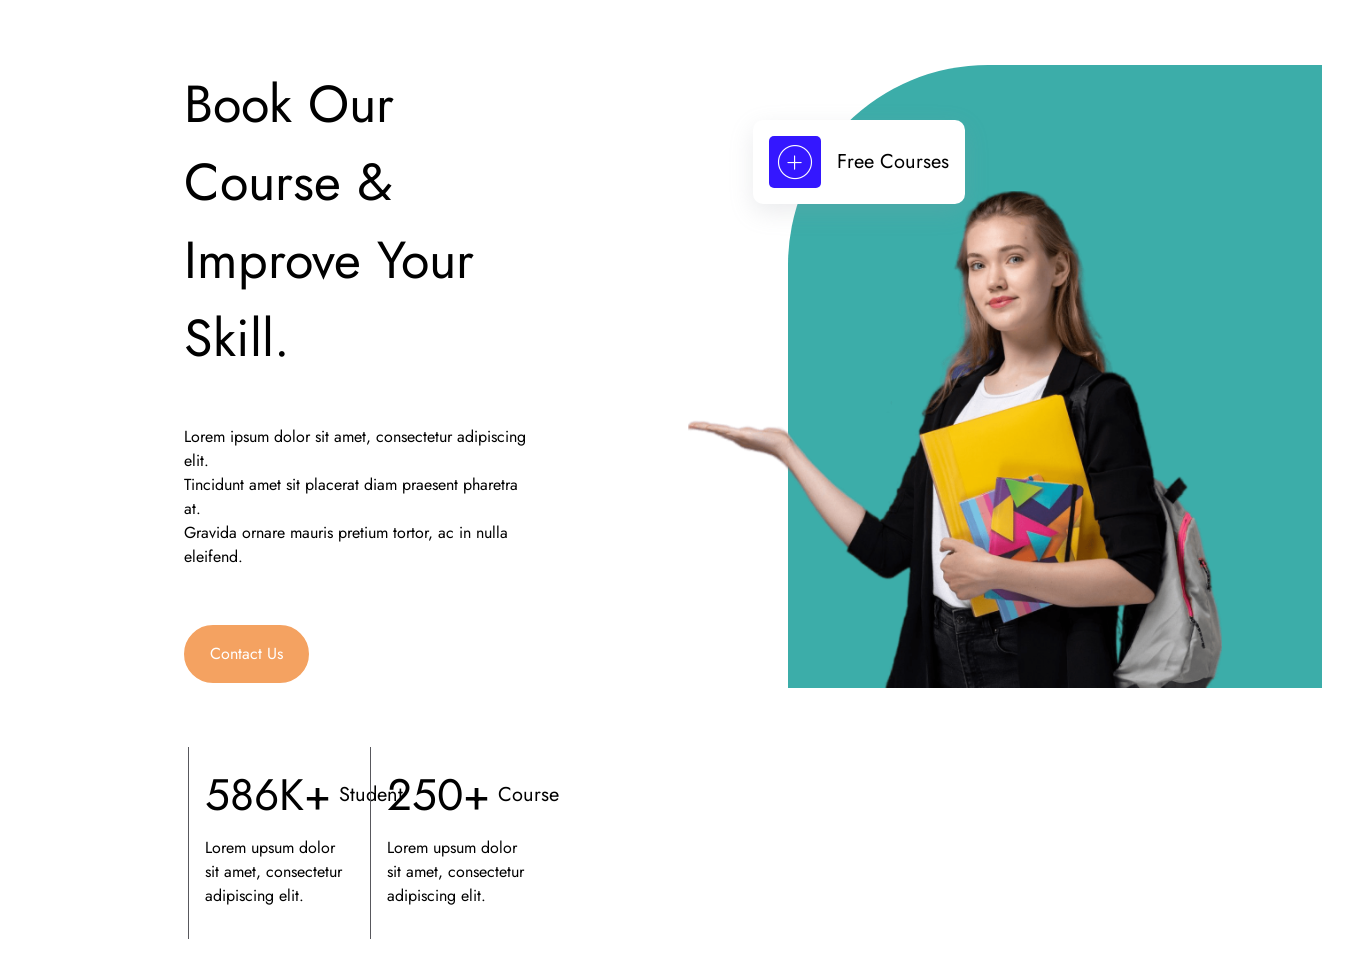 Book Our
Course &
Improve Your
Skill.
Free Courses
Lorem ipsum dolor sit amet, consectetur adipiscing
elit.
Tincidunt amet sit placerat diam praesent pharetra
at.
Gravida ornare mauris pretium tortor, ac in nulla
eleifend.
Contact Us
586K+ Student
Lorem upsum dolor
sit amet, consectetur
adipiscing elit.
250+ Course
Lorem upsum dolor
sit amet, consectetur
adipiscing elit.